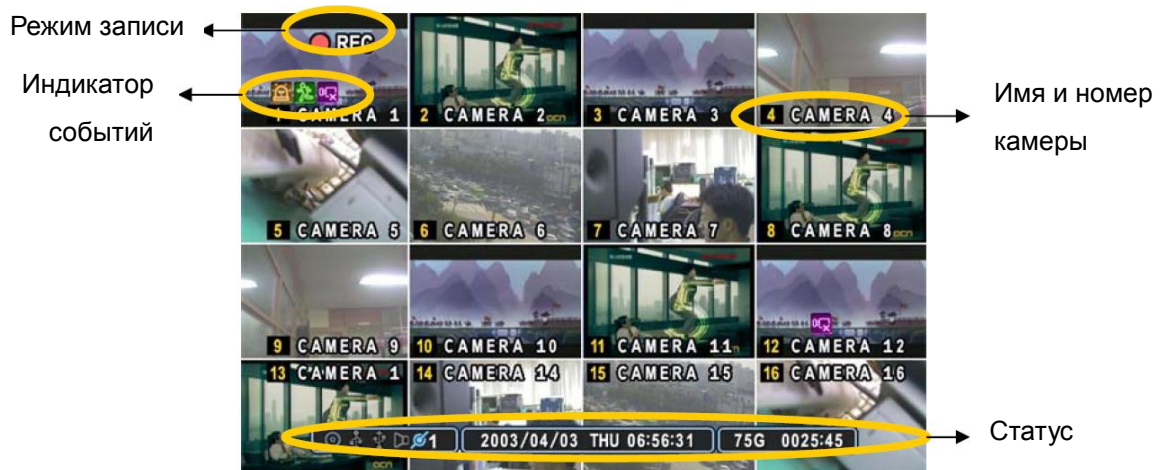 Режим записи
REC
Индикатор
событий
Имя и номер
камеры
1 CAMERA 1
2 CAMERA 2
3 CAMERA 3
4 CAMERA 4
5 CAMERA 5
6 CAMERA 6
7 CAMERA 7
8 CAMERA 8
9 CAMERA 9
10 CAMERA 10
11 CAMERA 11
12 CAMERA 12
13 CAMERA 1
14 CAMERA 14
15 CAMERA 15
16 CAMERA 16
1 2003/04/03 THU 06:56:31 75G 0025:45
Статус